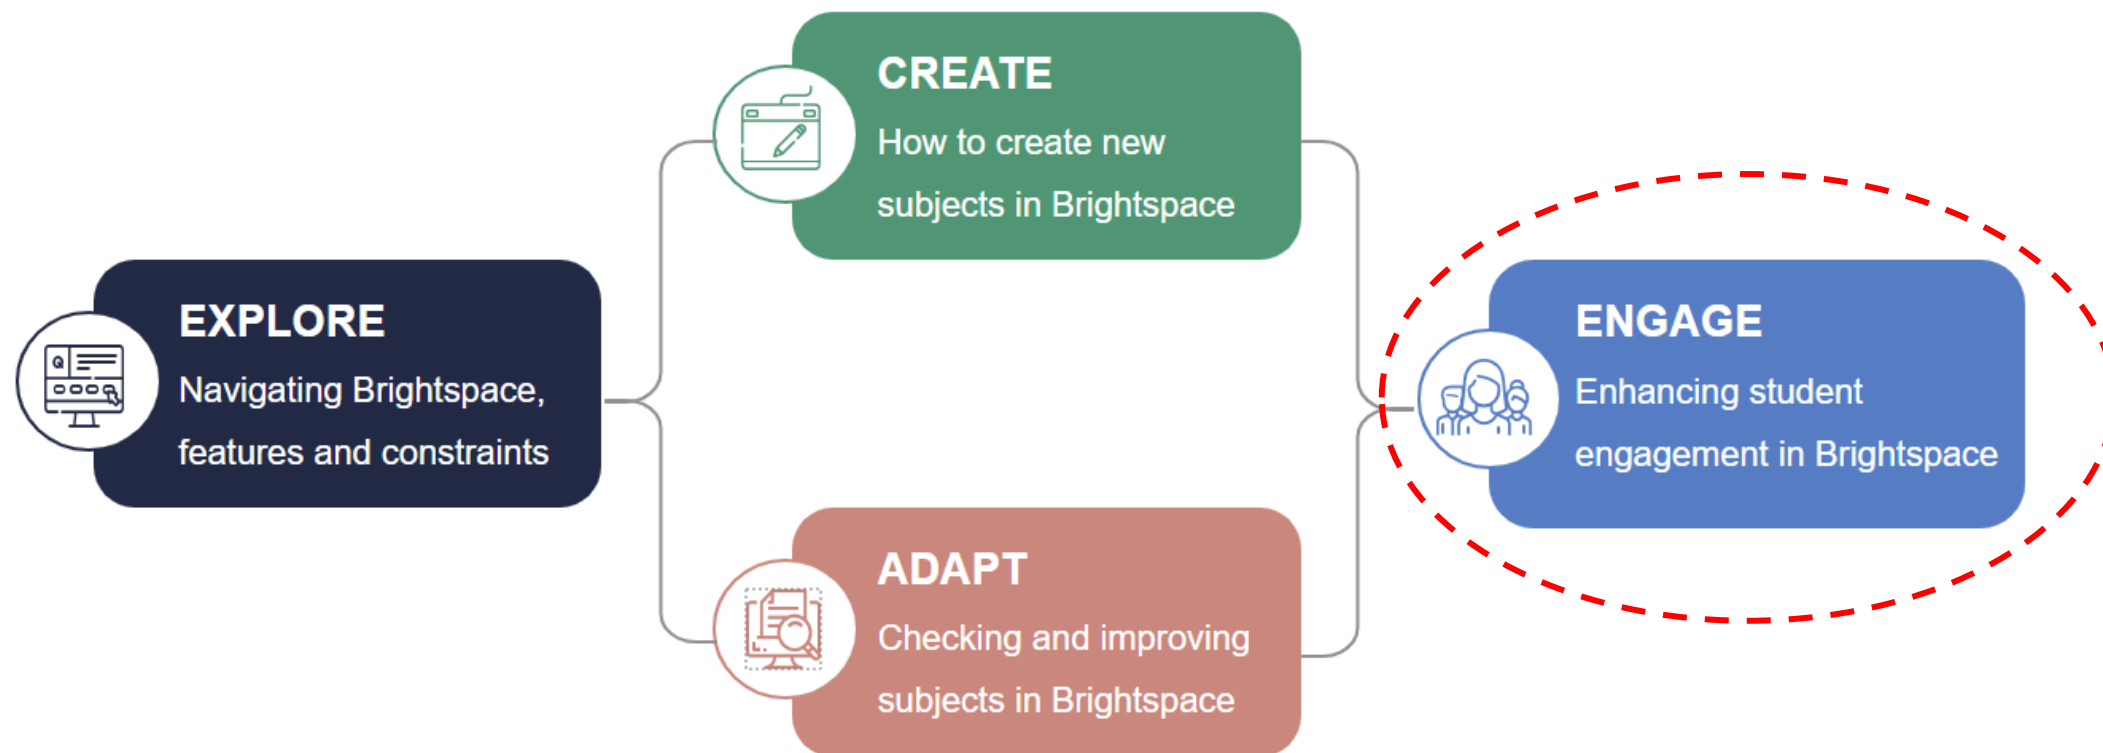 EXPLORE
Navigating Brightspace,
features and constraints
CREATE
How to create new
subjects in Brightspace
ADAPT
Checking and improving
subjects in Brightspace
ENGAGE
Enhancing student
engagement in Brightspace